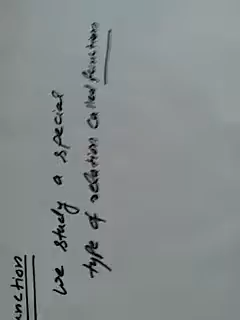 unction
we study a special
type of relation called function